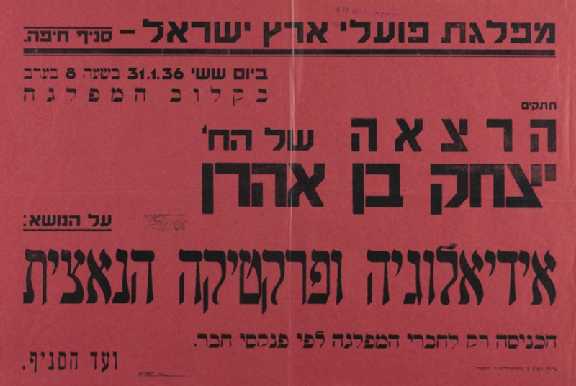 מפלגת פועלי ארץ ישראל – סניף חיפה.
ביום ששי 31.1.36 בשעה 8 בערב
בקלוב המפלגה
תתקים
הרצאה של הח'
יצחק בן אהרן
על הנושא:
אידיאלוגיה ופרקטיקה הנאצית
הכניסה רק לחברי המפלגה לפי פנקסי חבר.
ועד הסניף.